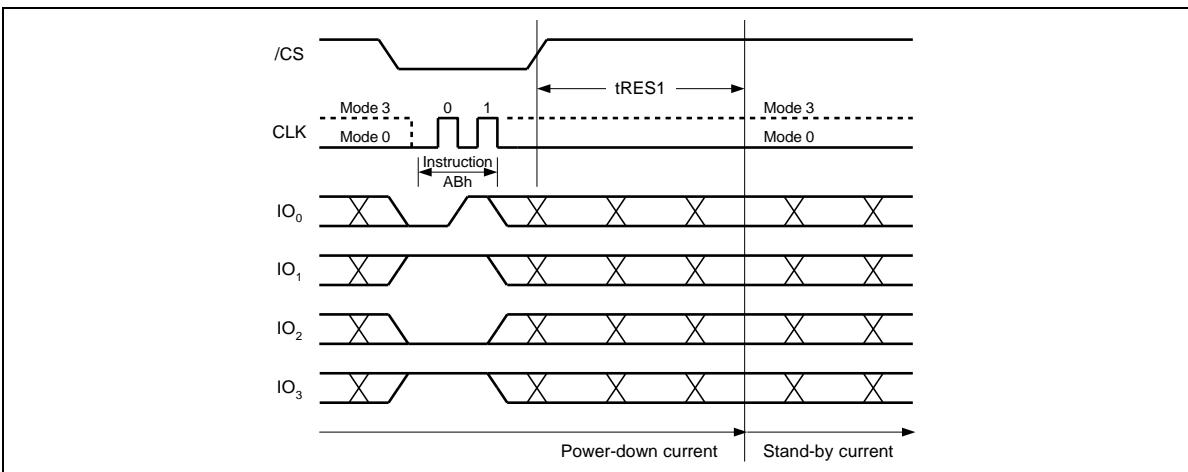 /CS
tRES1
Mode 3 0 1 Mode 3
CLK
Mode 0 Mode 0
Instruction
ABh
IO0
IO1
IO2
IO3
Power-down current Stand-by current